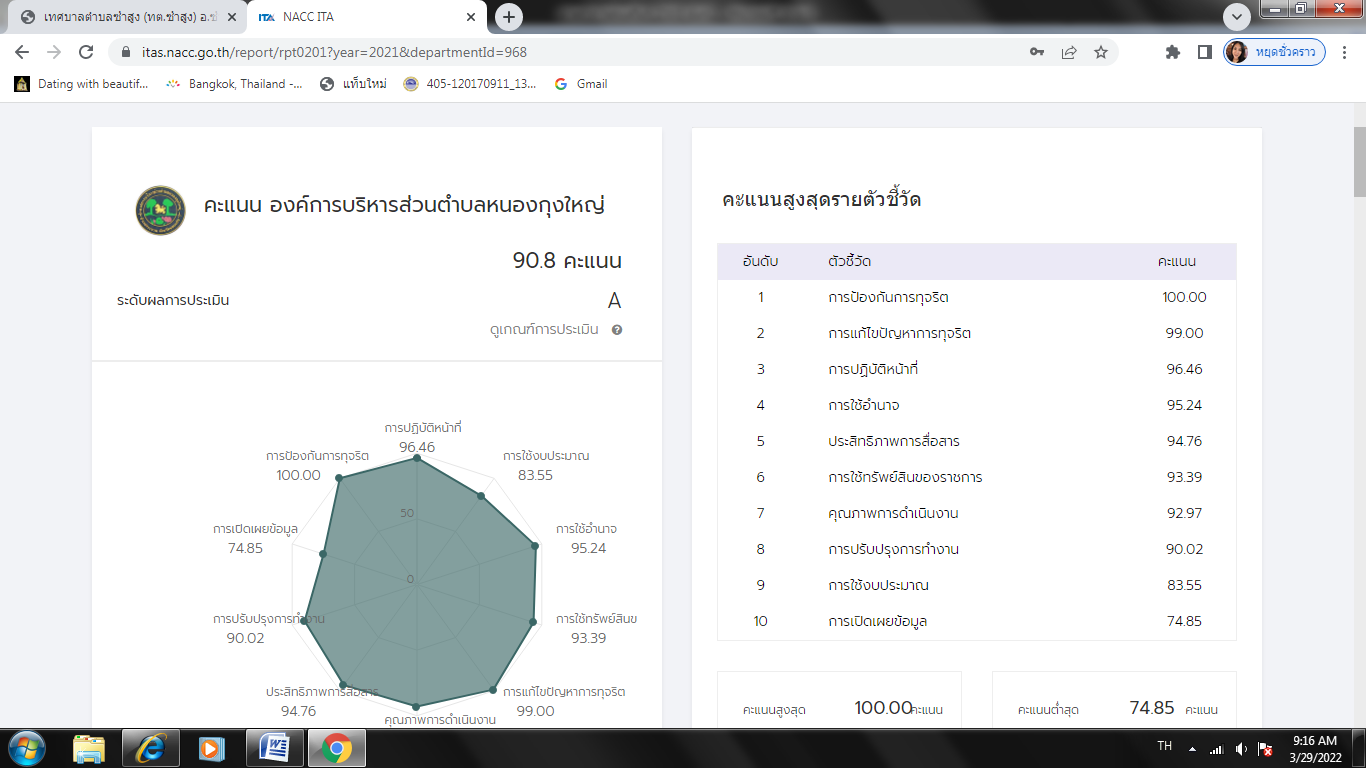 เทศบาลตำบลซำสูง (ทต.ซำสูง) อ.ซ
ITA NACC ITA
itas.nacc.go.th/report/rpt0201?year=2021&departmentId=968
หยุดชั่วคราว
Dating with beautif...
Bangkok, Thailand -...
แท็บใหม่
405-120170911_13...
Gmail
คะแนน องค์การบริหารส่วนตำบลหนองกุงใหญ่
90.8 คะแนน
ระดับผลการประเมิน
A
ดูเกณฑ์การประเมิน
การปฏิบัติหน้าที่
96.46
การป้องกันการทุจริต
100.00
การใช้งบประมาณ
83.55
50
การเปิดเผยข้อมูล
74.85
การใช้อำนาจ
95.24
0
การปรับปรุงการทำงาน
90.02
การใช้ทรัพย์สินข
93.39
ประสิทธิภาพการสื่อสาร
94.76
การแก้ไขปัญหาการทุจริต
99.00
คุณภาพการดำเนินงาน
คะแนนสูงสุดรายตัวชี้วัด
อันดับ ตัวชี้วัด คะแนน
1 การป้องกันการทุจริต 100.00
2 การแก้ไขปัญหาการทุจริต 99.00
3 การปฏิบัติหน้าที่ 96.46
4 การใช้อำนาจ 95.24
5 ประสิทธิภาพการสื่อสาร 94.76
6 การใช้ทรัพย์สินของราชการ 93.39
7 คุณภาพการดำเนินงาน 92.97
8 การปรับปรุงการทำงาน 90.02
9 การใช้งบประมาณ 83.55
10 การเปิดเผยข้อมูล 74.85
คะแนนสูงสุด 100.00 คะแนน
คะแนนต่ำสุด 74.85 คะแนน
TH
9:16 AM
3/29/2022